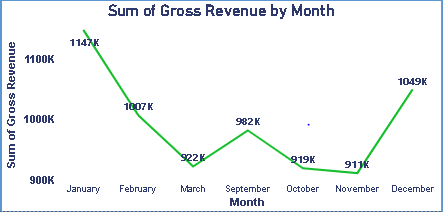 Sum of Gross Revenue by Month
Sum of Gross Revenue
1100K
1000K
900K
1147K
1007K
922K
982K
919K
911K
1049K
January February March September October November December
Month